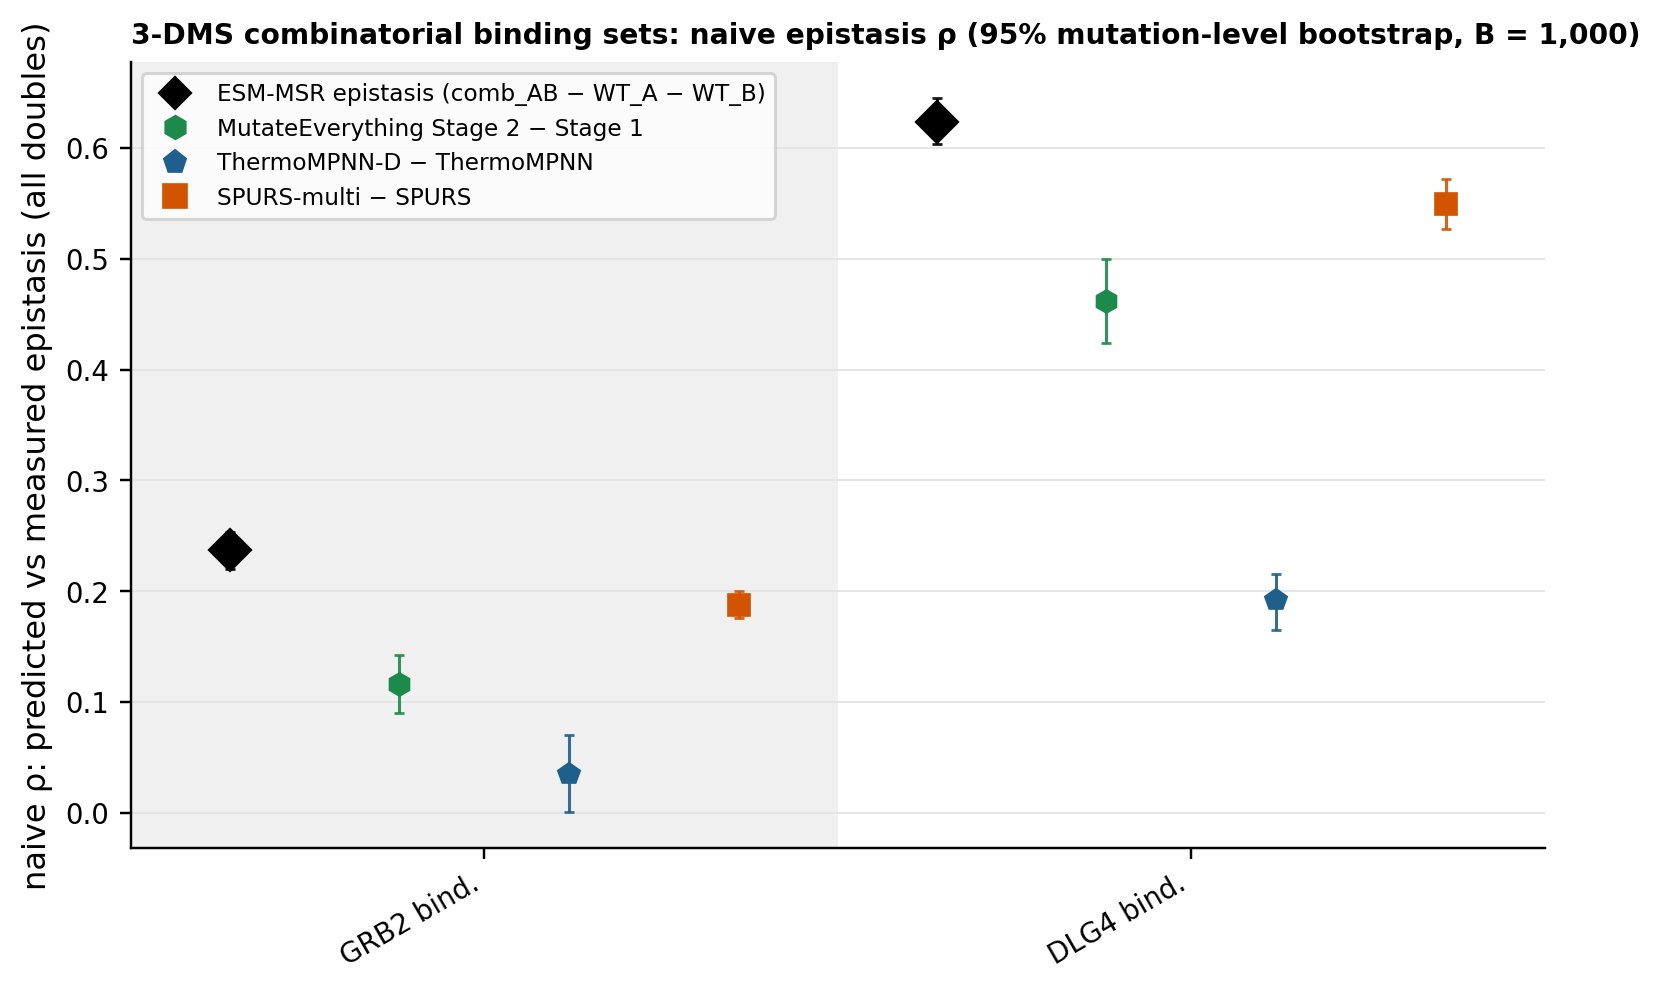 3-DMS combinatorial binding sets: naive epistasis ρ (95% mutation-level bootstrap, B = 1,000)
naive ρ: predicted vs measured epistasis (all doubles)
ESM-MSR epistasis (comb_AB − WT_A − WT_B)
MutateEverything Stage 2 − Stage 1
ThermoMPNN-D − ThermoMPNN
SPURS-multi − SPURS
0.6
0.5
0.4
0.3
0.2
0.1
0.0
GRB2 bind.
DLG4 bind.